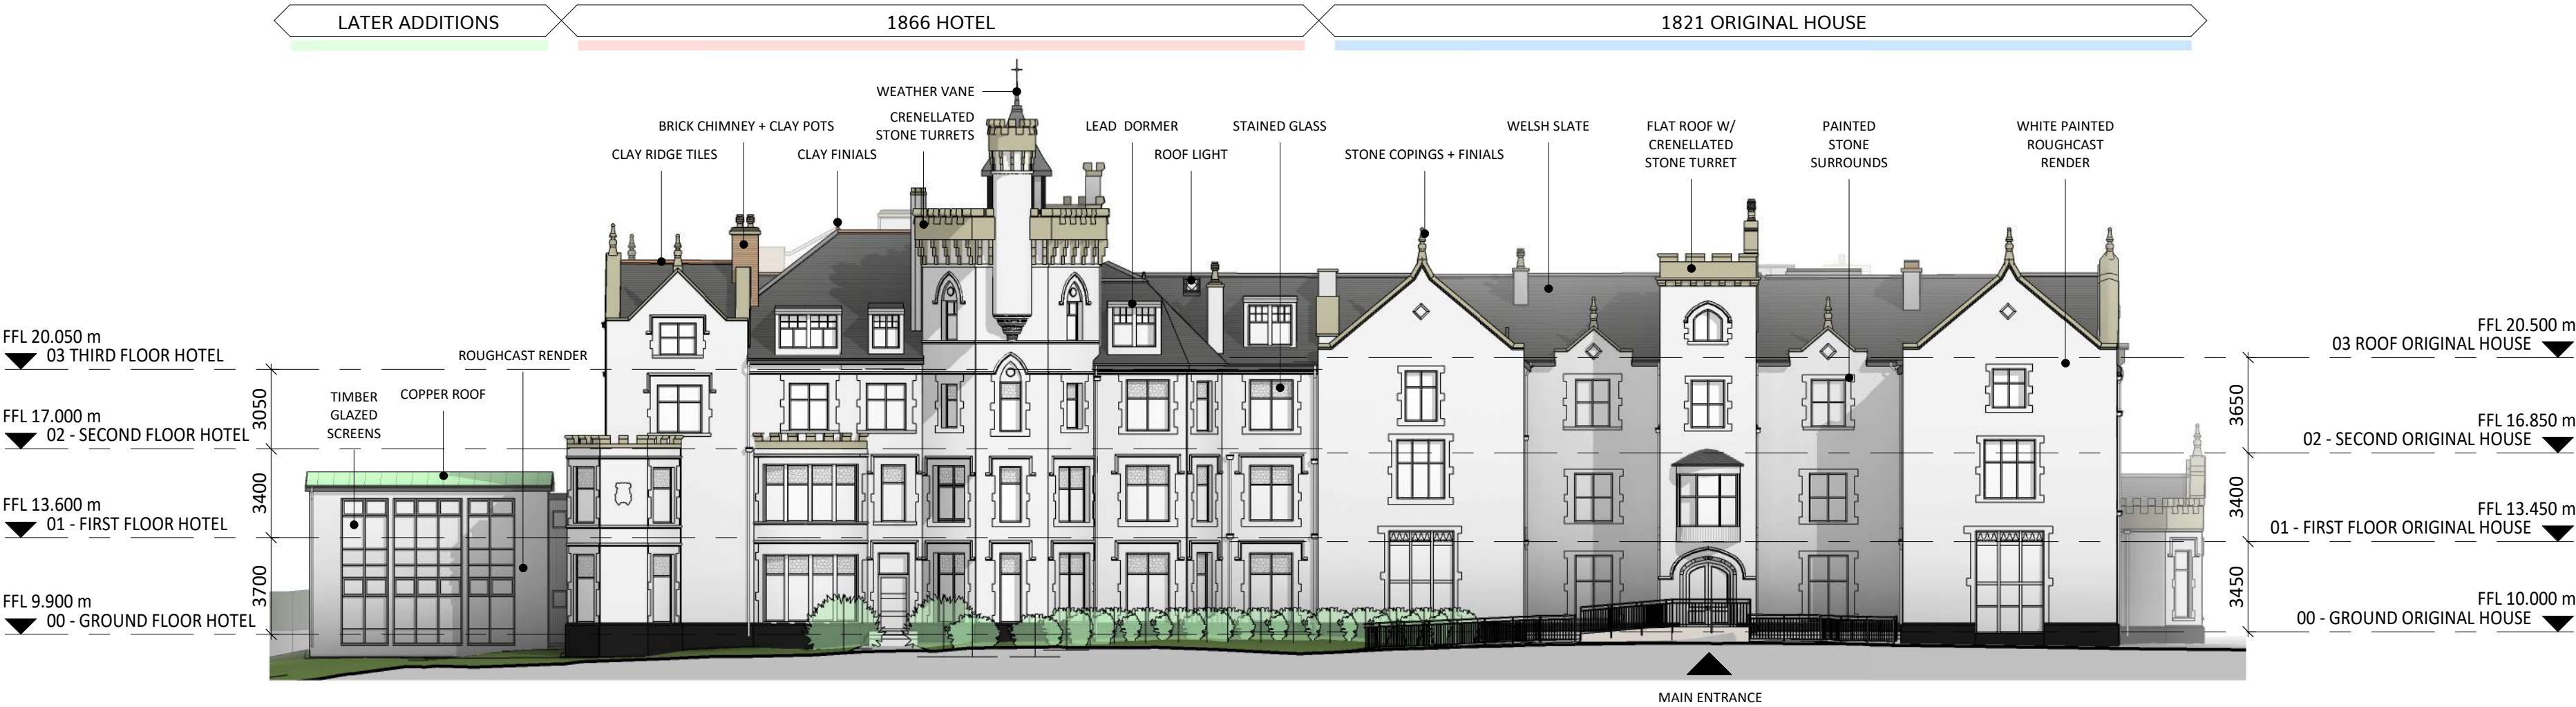 LATER ADDITIONS
1866 HOTEL
1821 ORIGINAL HOUSE
WEATHER VANE
CRENELLATED
STONE TURRETS
BRICK CHIMNEY + CLAY POTS
CLAY RIDGE TILES
CLAY FINIALS
LEAD DORMER
ROOF LIGHT
STAINED GLASS
STONE COPINGS + FINIALS
WELSH SLATE
FLAT ROOF W/
CRENELLATED
STONE TURRET
PAINTED
STONE
SURROUNDS
WHITE PAINTED
ROUGHCAST
RENDER
FFL 20.050 m
03 THIRD FLOOR HOTEL
FFL 17.000 m
02 - SECOND FLOOR HOTEL
FFL 13.600 m
01 - FIRST FLOOR HOTEL
FFL 9.900 m
00 - GROUND FLOOR HOTEL
3050
3400
3700
ROUGHCAST RENDER
COPPER ROOF
TIMBER
GLAZED
SCREENS
FFL 20.500 m
03 ROOF ORIGINAL HOUSE
FFL 16.850 m
02 - SECOND ORIGINAL HOUSE
FFL 13.450 m
01 - FIRST FLOOR ORIGINAL HOUSE
FFL 10.000 m
00 - GROUND ORIGINAL HOUSE
3650
3400
3450
MAIN ENTRANCE